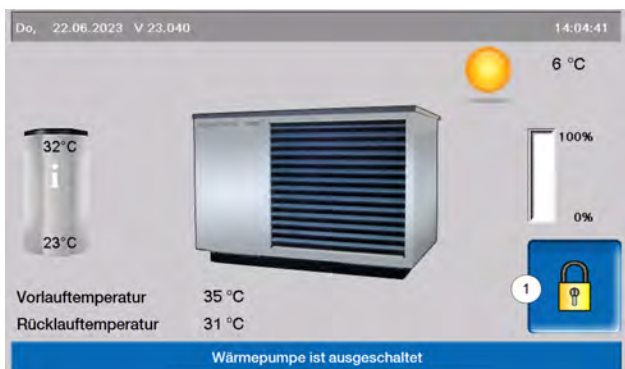 Do, 22.06.2023 V 23.040 14:04:41
6 °C
32°C
100%
i
0%
23°C
1
Vorlauftemperatur 35 °C
Rücklauftemperatur 31 °C
Wärmepumpe ist ausgeschaltet